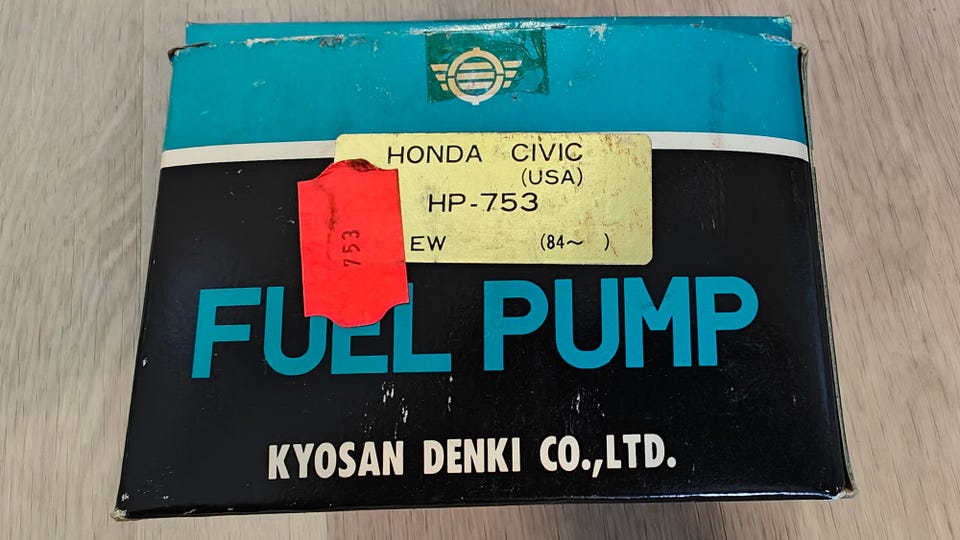 HONDA CIVIC
(USA)
HP-753
EW (84~ )
753
FUEL PUMP
KYOSAN DENKI CO.,LTD.